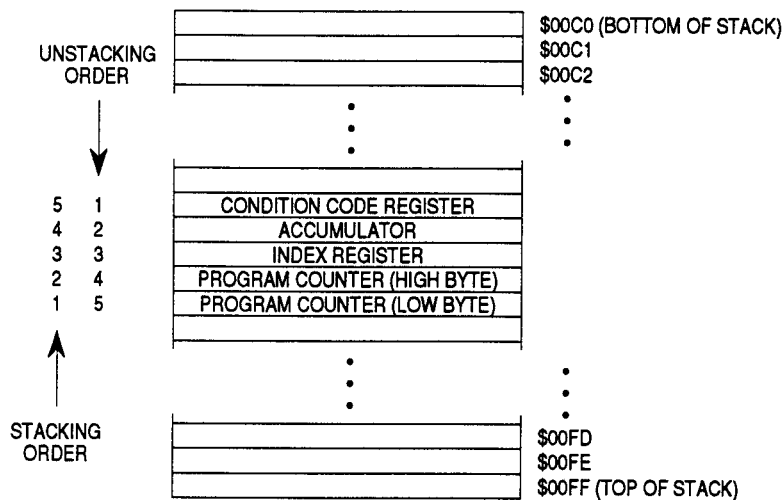 $00C0 (BOTTOM OF STACK)
$00C1
$00C2
UNSTACKING
ORDER
5 1 CONDITION CODE REGISTER
4 2 ACCUMULATOR
3 3 INDEX REGISTER
2 4 PROGRAM COUNTER (HIGH BYTE)
1 5 PROGRAM COUNTER (LOW BYTE)
STACKING
ORDER
$00FD
$00FE
$00FF (TOP OF STACK)